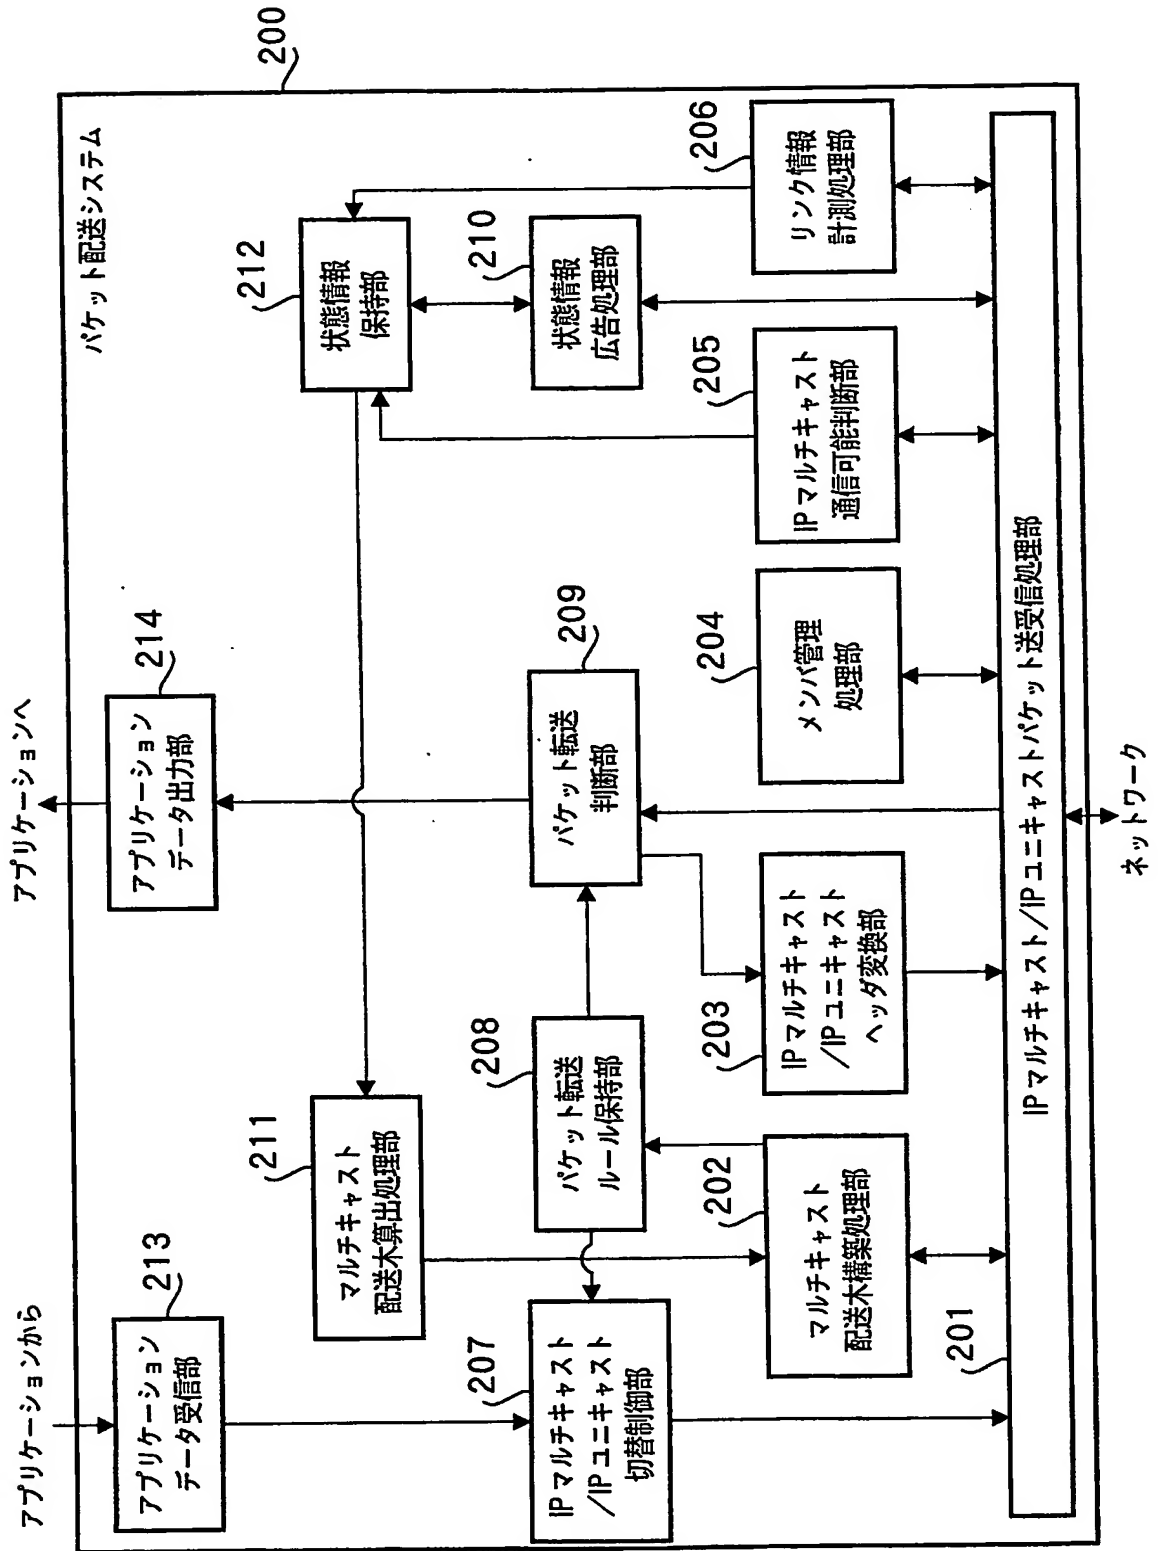 アプリケーションから
アプリケーションへ
200
パケット配送システム
213
アプリケーション
データ受信部
214
アプリケーション
データ出力部
211
マルチキャスト
配送木算出処理部
212
状態情報
保持部
207
IPマルチキャスト
/IPユニキャスト
切替制御部
208
パケット転送
ルール保持部
209
パケット転送
判断部
210
状態情報
広告処理部
202
マルチキャスト
配送木構築処理部
203
IPマルチキャスト
/IPユニキャスト
ヘッダ変換部
204
メンバ管理
処理部
205
IPマルチキャスト
通信可能判断部
206
リンク情報
計測処理部
201
IPマルチキャスト/IPユニキャストパケット送受信処理部
ネットワーク